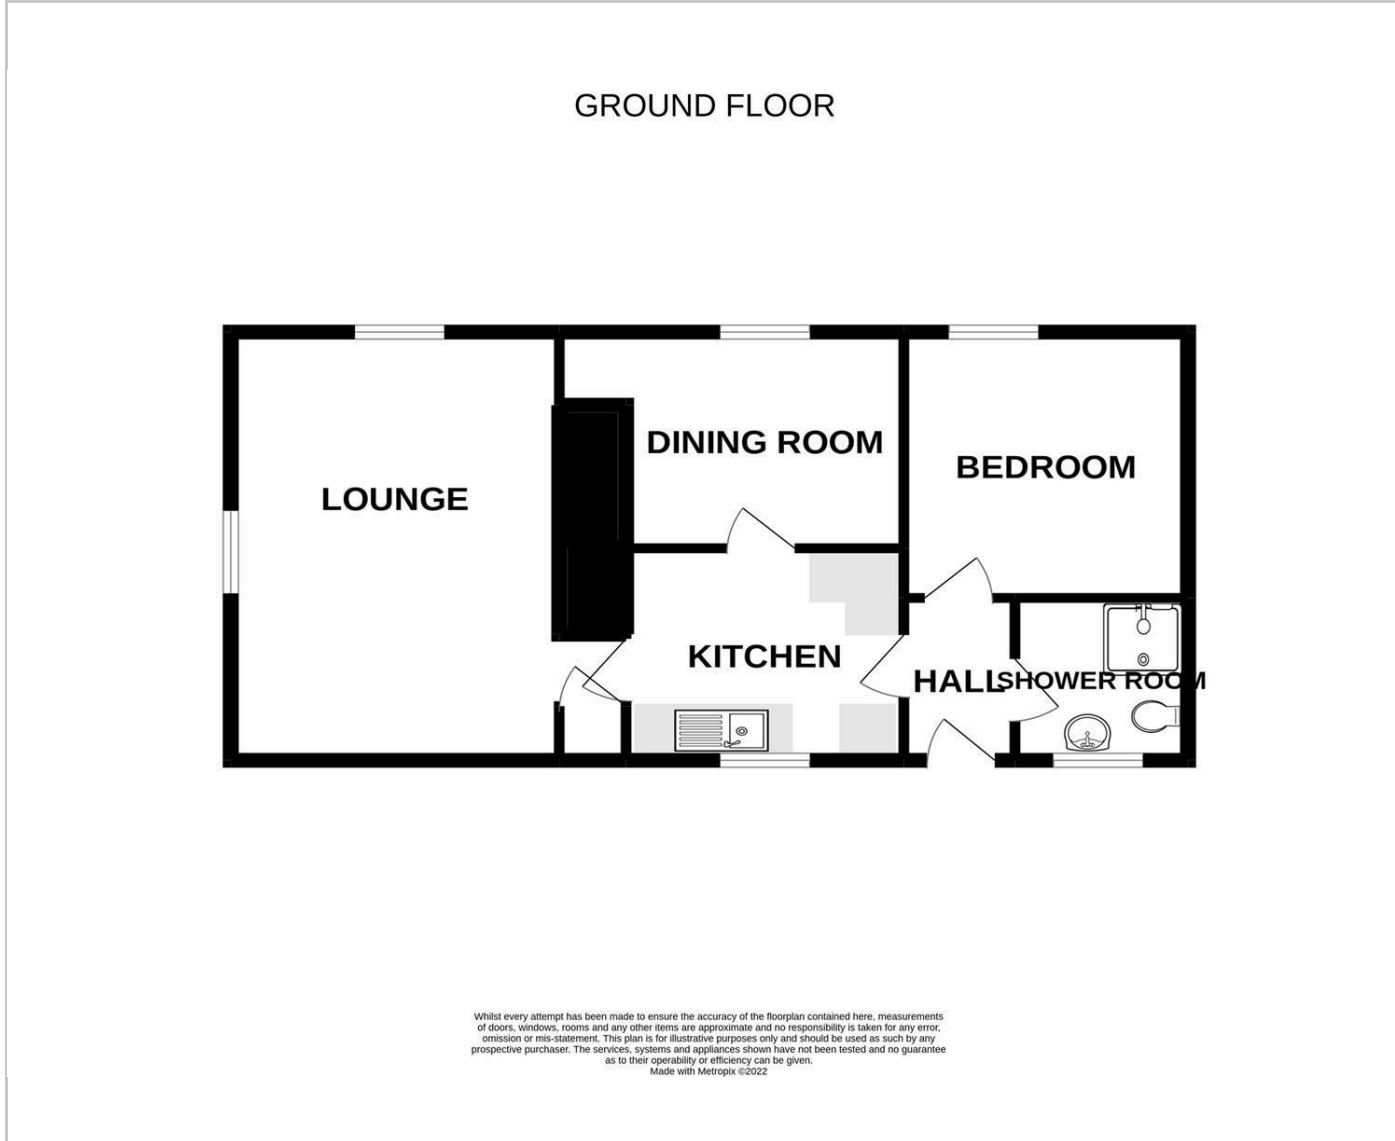 GROUND FLOOR
DINING ROOM
BEDROOM
LOUNGE
KITCHEN
HALL
SHOWER ROOM
Whilst every attempt has been made to ensure the accuracy of the floorplan contained here, measurements
of doors, windows, rooms and any other items are approximate and no responsibility is taken for any error,
omission or mis-statement. This plan is for illustrative purposes only and should be used as such by any
prospective purchaser. The services, systems and appliances shown have not been tested and no guarantee
as to their operability or efficiency can be given.
Made with Metropix ©2022